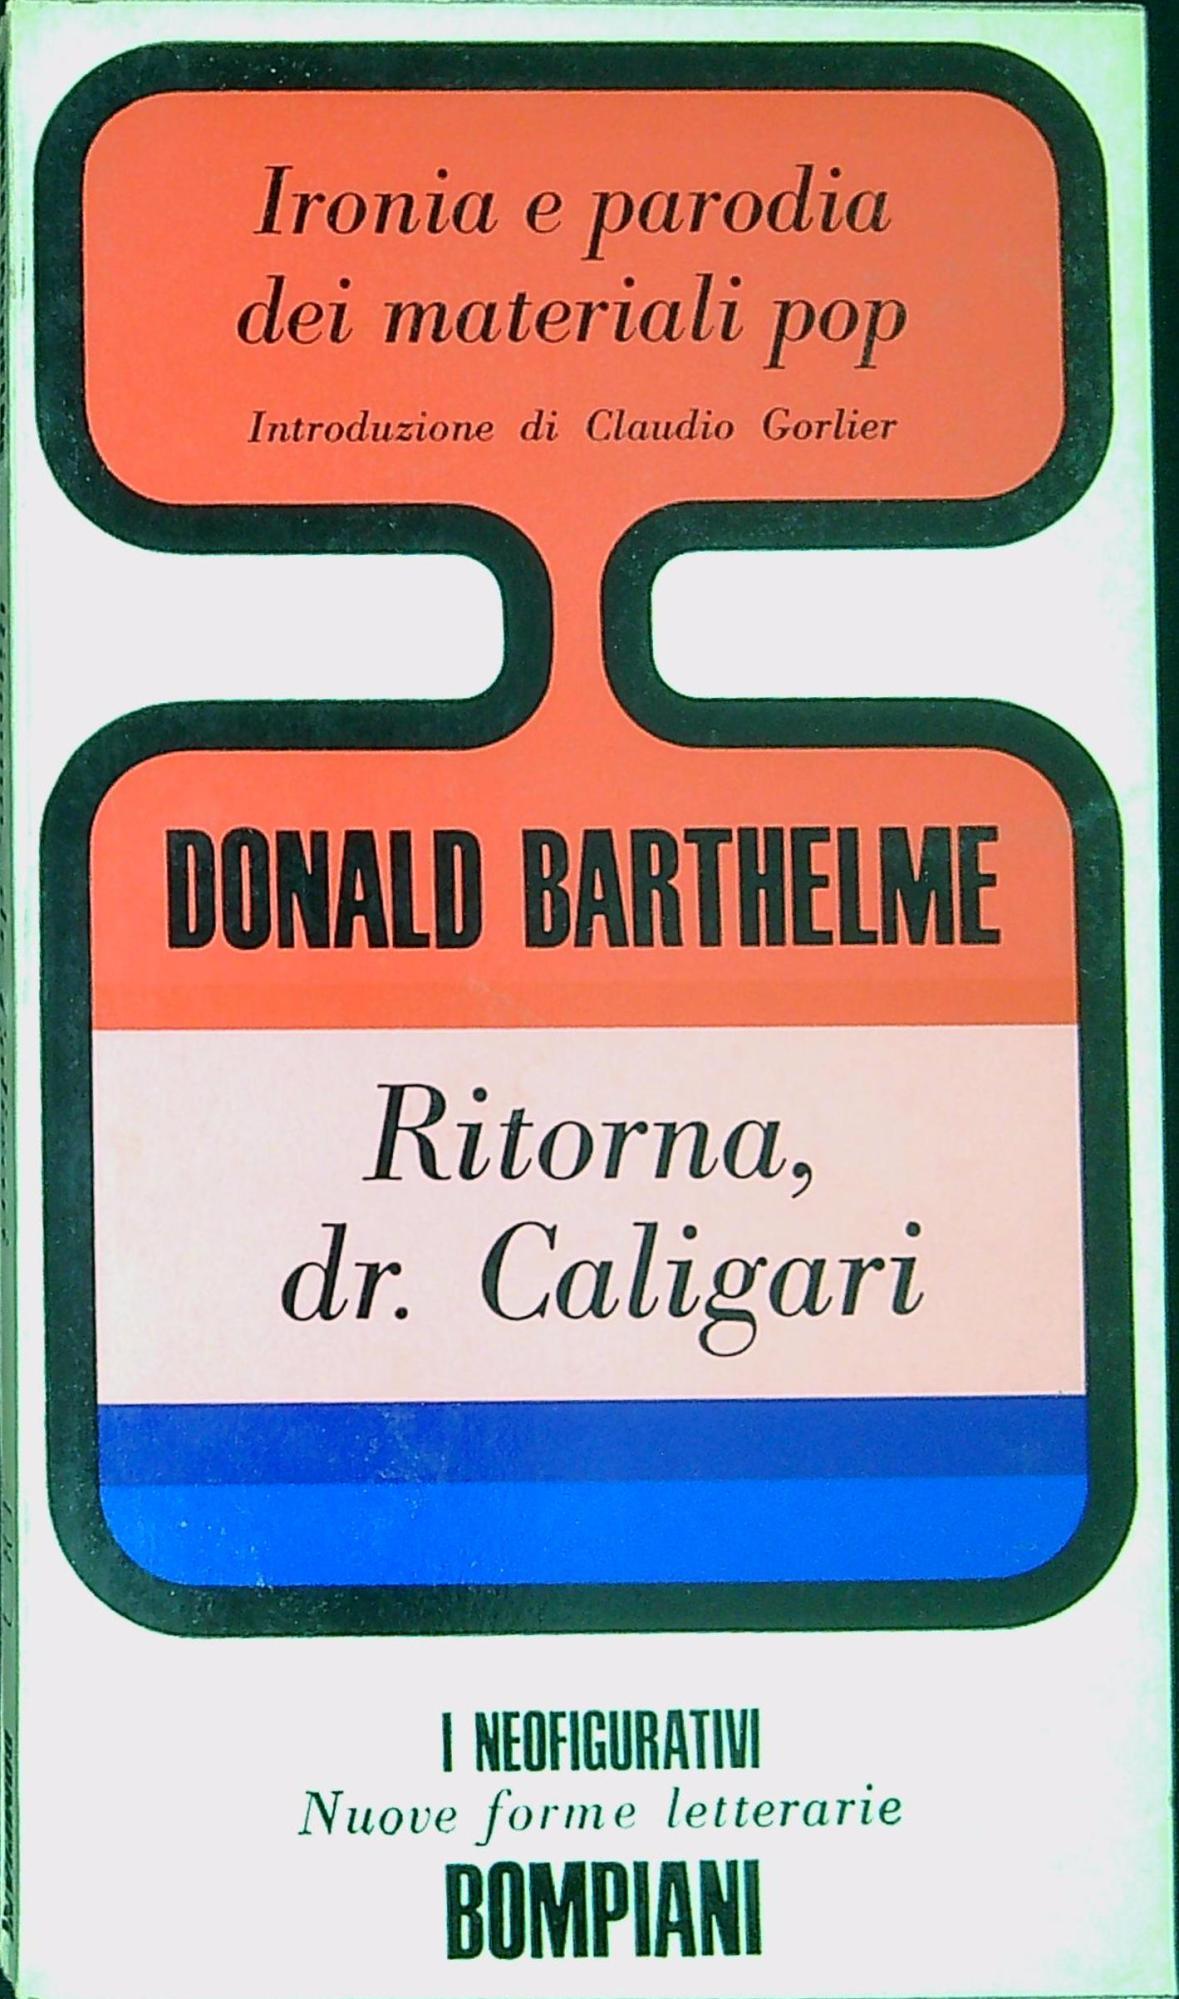 Ironia e parodia
dei materiali pop
Introduzione di Claudio Gorlier
DONALD BARTHELME
Ritorna,
dr. Caligari
I NEOFIGURATIVI
Nuove forme letterarie
BOMPIANI